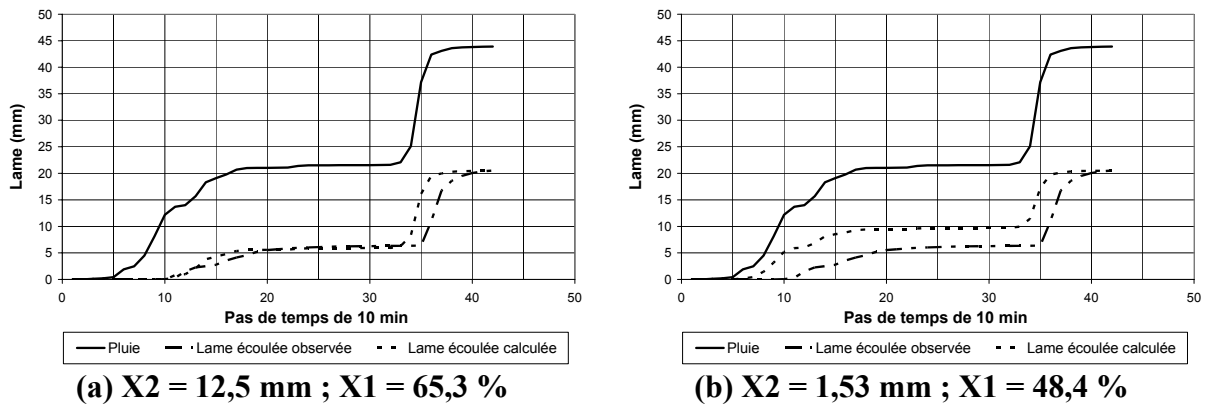 50
45
40
35
30
25
20
15
10
5
0
Lame (mm)
0 10 20 30 40 50
Pas de temps de 10 min
Pluie Lame écoulée observée Lame écoulée calculée
(a) X2 = 12,5 mm ; X1 = 65,3 %
50
45
40
35
30
25
20
15
10
5
0
Lame (mm)
0 10 20 30 40 50
Pas de temps de 10 min
Pluie Lame écoulée observée Lame écoulée calculée
(b) X2 = 1,53 mm ; X1 = 48,4 %